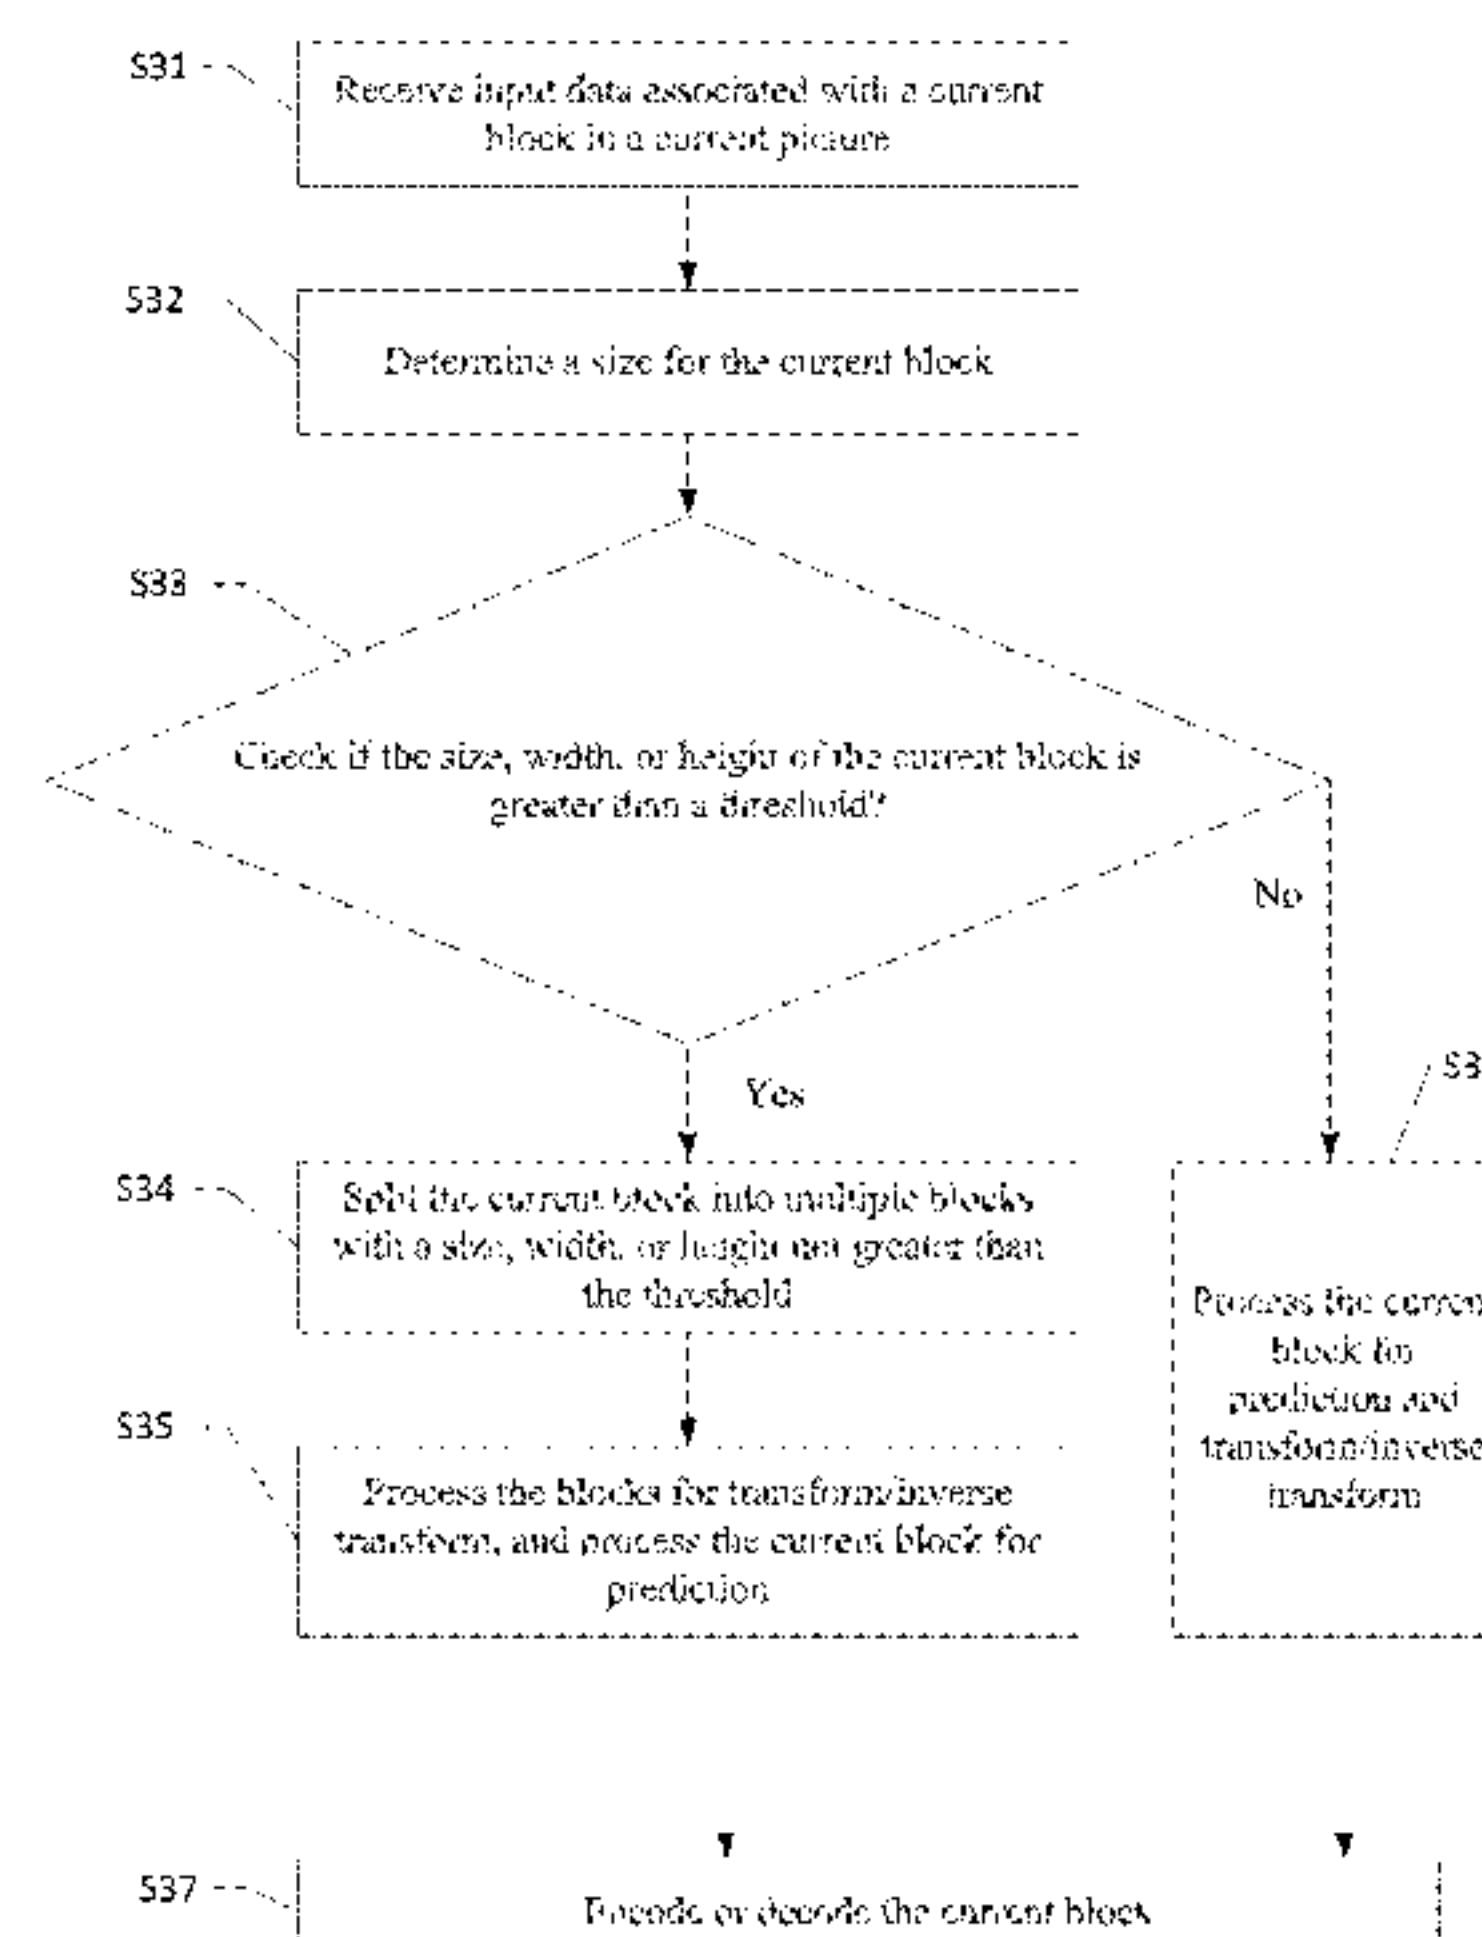 S31
Receive input data associated with a current
block in a current picture
S32
Determine a size for the current block
S33
Check if the size, width, or height of the current block is
greater than a threshold?
No
Yes
S3
S34
Split the current block into multiple blocks
with a size, width, or height not greater than
the threshold
Process the curren
block for
prediction and
transform/inverse
transform
S35
Process the blocks for transform/inverse
transform, and process the current block for
prediction
S37
Encode or decode the current block